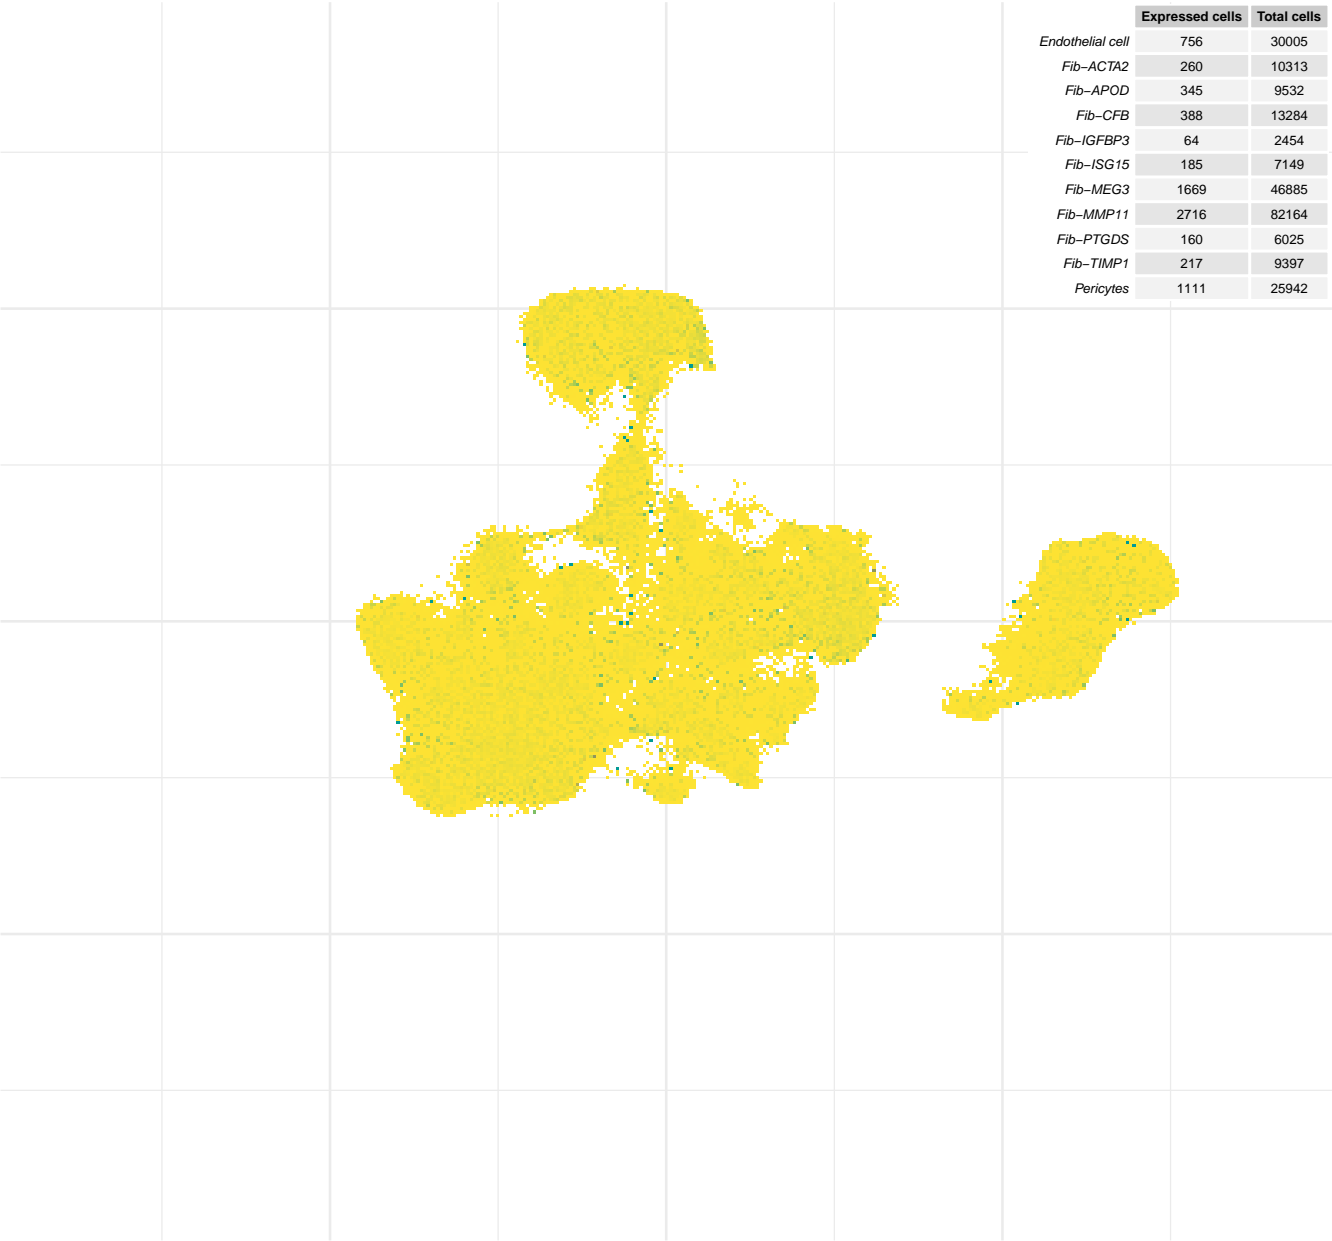 Expressed cells Total cells
Endothelial cell 756 30005
Fib−ACTA2 260 10313
Fib−APOD 345 9532
Fib−CFB 388 13284
Fib−IGFBP3 64 2454
Fib−ISG15 185 7149
Fib−MEG3 1669 46885
Fib−MMP11 2716 82164
Fib−PTGDS 160 6025
Fib−TIMP1 217 9397
Pericytes 1111 25942